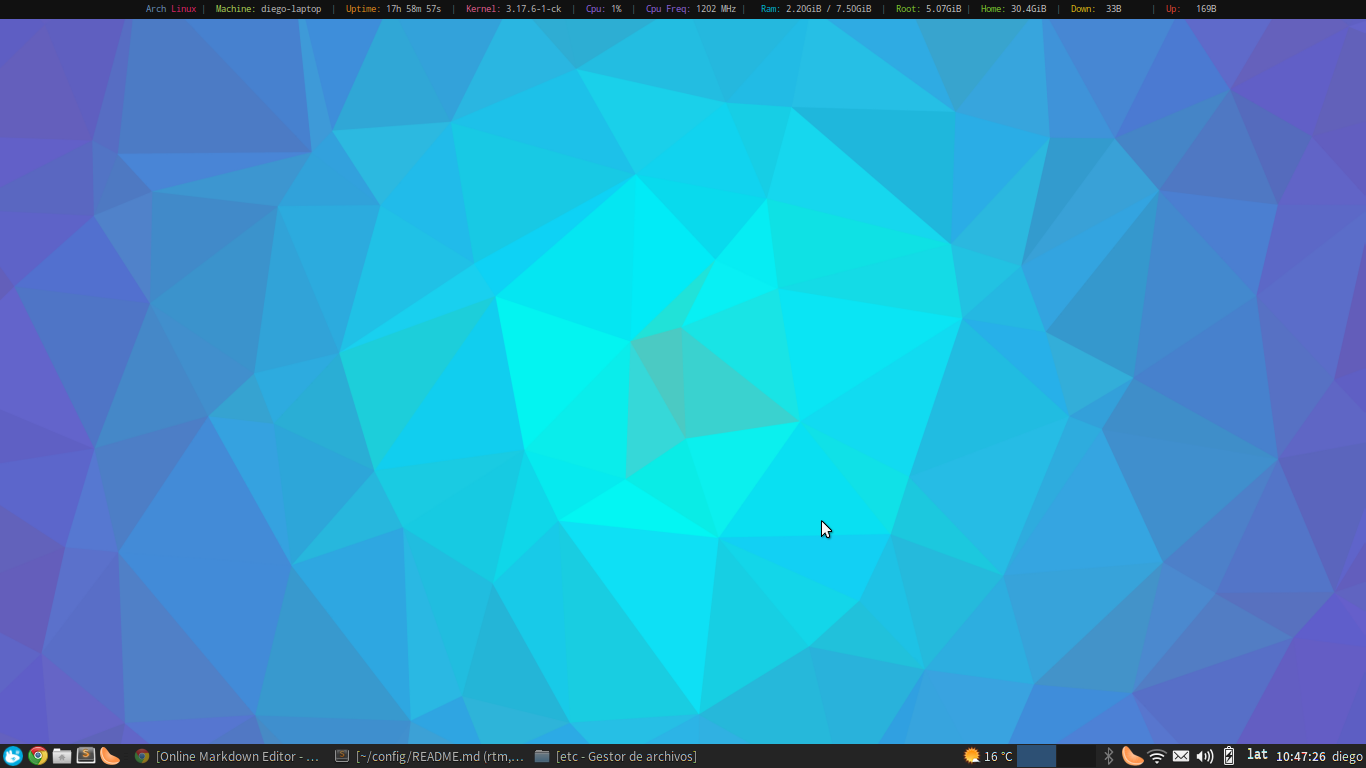 Arch Linux | Machine: diego-laptop | Uptime: 17h 58m 57s | Kernel: 3.17.6-1-ck | Cpu: 1% | Cpu Freq: 1202 MHz | Ram: 2.20GiB / 7.50GiB | Root: 5.07GiB | Home: 30.4GiB | Down: 33B | Up: 169B
[Online Markdown Editor - ... [~/config/README.md (rtm,... [etc - Gestor de archivos] 16 °C lat 10:47:26 diego